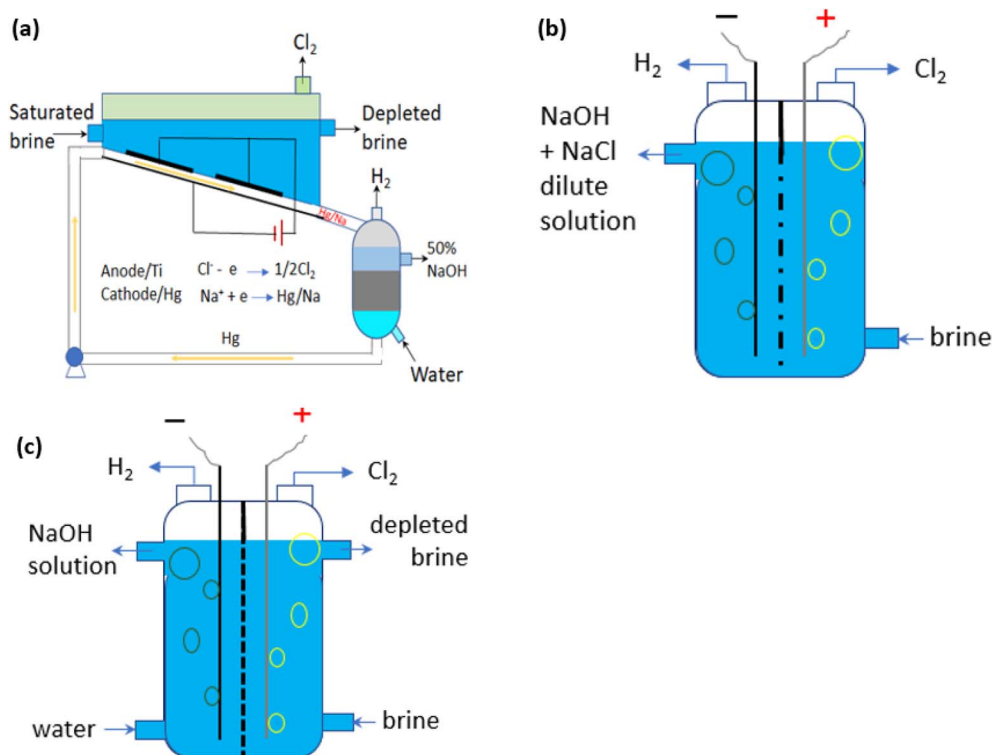 (a)
Cl2
Saturated
brine
Depleted
brine
H2
Hg/Na
50%
NaOH
Anode/Ti Cl- - e → 1/2Cl2
Cathode/Hg Na+ + e → Hg/Na
Hg
Water
(b)
− +
H2
Cl2
NaOH
+ NaCl
dilute
solution
brine
(c)
− +
H2
Cl2
NaOH
solution
depleted
brine
water
brine